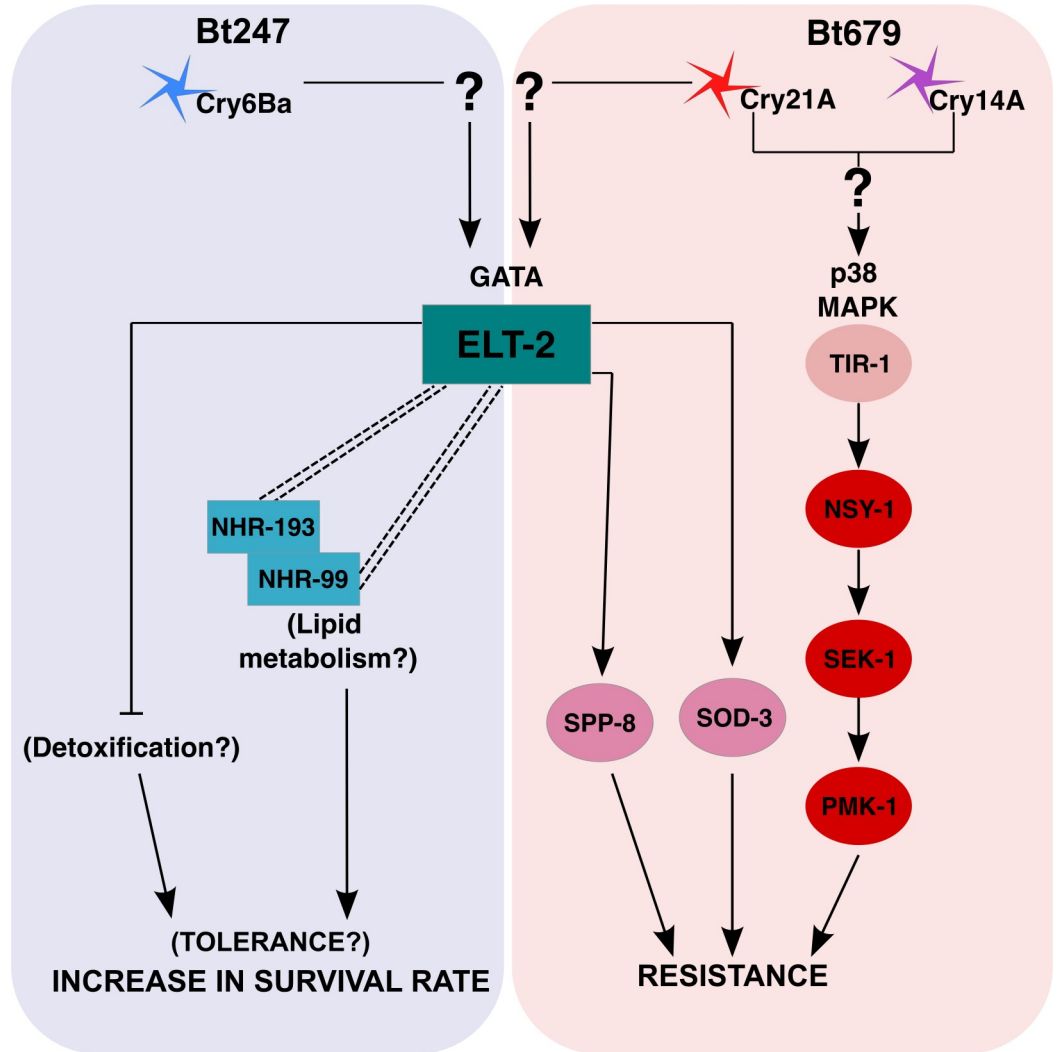 Bt247
Cry6Ba
?
Bt679
?
Cry21A
Cry14A
?
GATA
ELT-2
p38
MAPK
TIR-1
NSY-1
SEK-1
PMK-1
NHR-193
NHR-99
(Lipid
metabolism?)
(Detoxification?)
SPP-8
SOD-3
(TOLERANCE?)
INCREASE IN SURVIVAL RATE
RESISTANCE